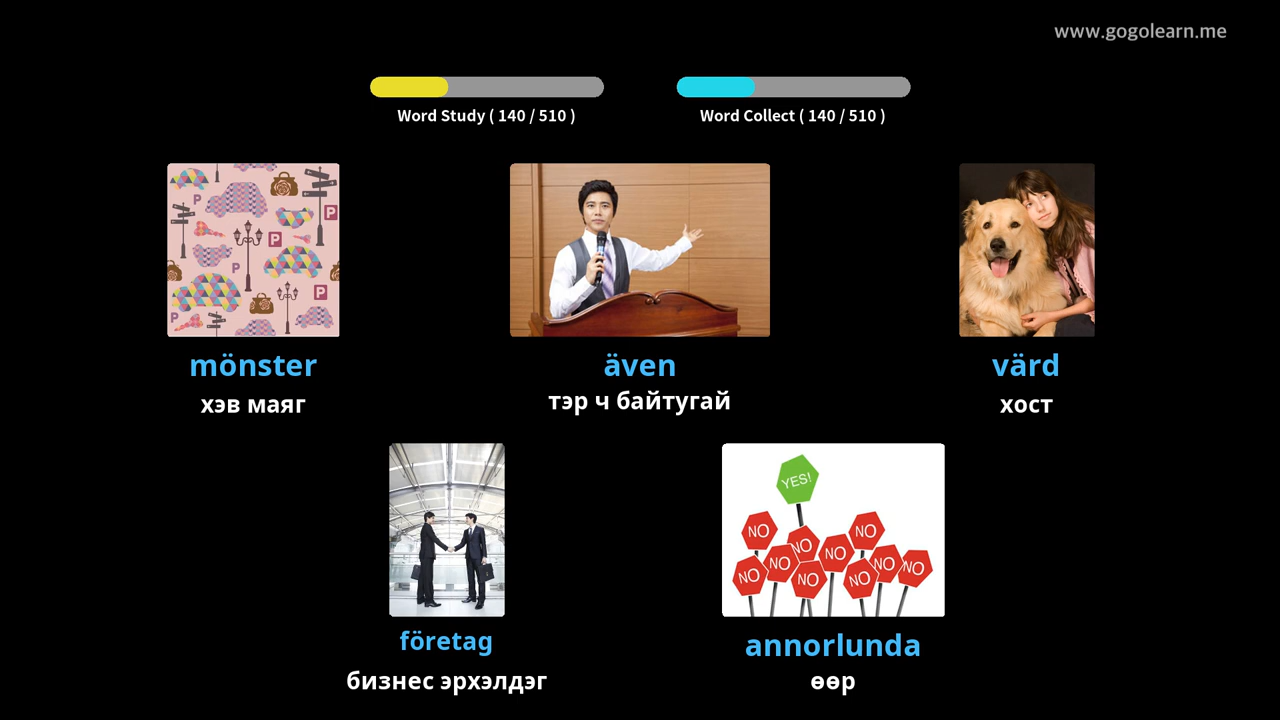 www.gogolearn.me
Word Study ( 140 / 510 )
Word Collect ( 140 / 510 )
P
P
P
P
P
P
mönster
хэв маяг
även
тэр ч байтугай
värd
хост
YES!
NO
NO
NO
NO
NO
NO
NO
NO
NO
NO
företag
бизнес эрхэлдэг
annorlunda
өөр